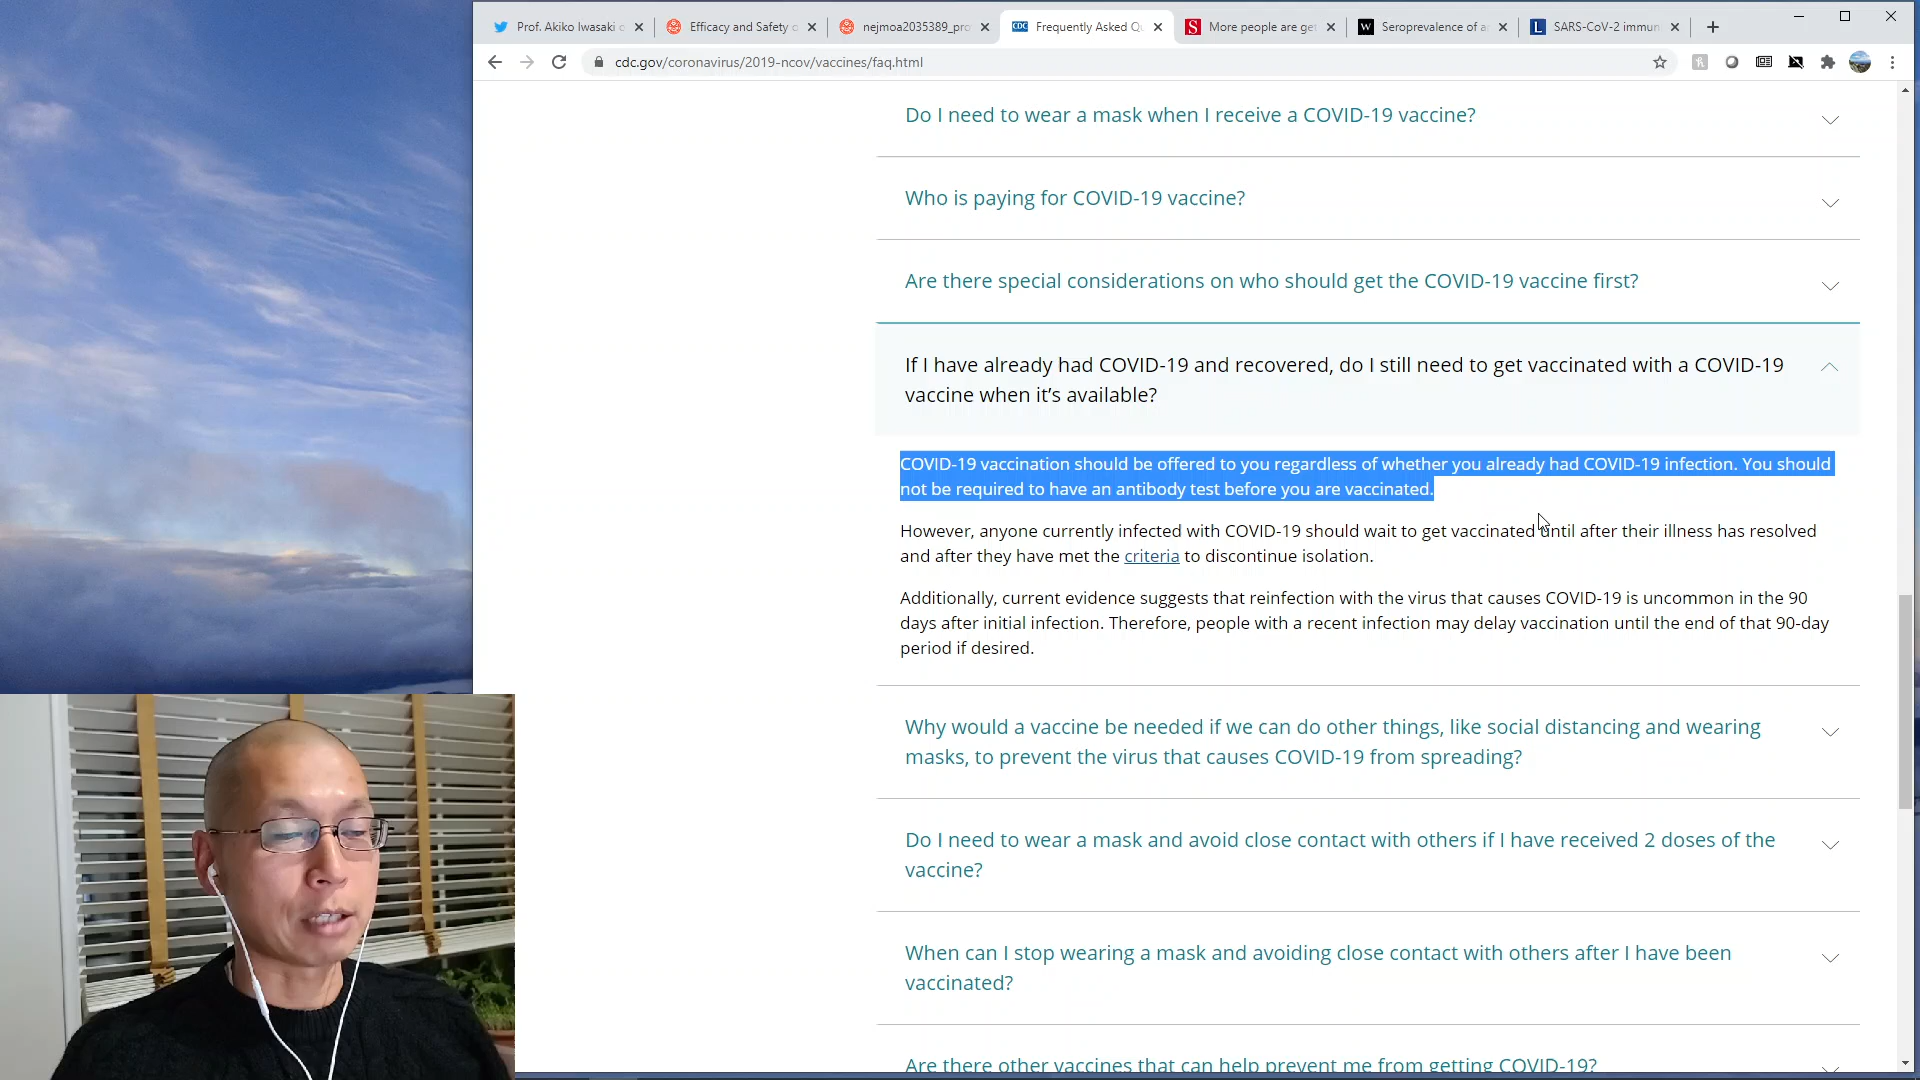 Prof. Akiko Iwasaki o
Efficacy and Safety o
nejmoa2035389_pro
CDC
Frequently Asked Qu
S
More people are get
W
Seroprevalence of a
L
SARS-CoV-2 immun
cdc.gov/coronavirus/2019-ncov/vaccines/faq.html
Do I need to wear a mask when I receive a COVID-19 vaccine?
Who is paying for COVID-19 vaccine?
Are there special considerations on who should get the COVID-19 vaccine first?
If I have already had COVID-19 and recovered, do I still need to get vaccinated with a COVID-19
vaccine when it’s available?
COVID-19 vaccination should be offered to you regardless of whether you already had COVID-19 infection. You should
not be required to have an antibody test before you are vaccinated.
However, anyone currently infected with COVID-19 should wait to get vaccinated until after their illness has resolved
and after they have met the criteria to discontinue isolation.
Additionally, current evidence suggests that reinfection with the virus that causes COVID-19 is uncommon in the 90
days after initial infection. Therefore, people with a recent infection may delay vaccination until the end of that 90-day
period if desired.
Why would a vaccine be needed if we can do other things, like social distancing and wearing
masks, to prevent the virus that causes COVID-19 from spreading?
Do I need to wear a mask and avoid close contact with others if I have received 2 doses of the
vaccine?
When can I stop wearing a mask and avoiding close contact with others after I have been
vaccinated?
Are there other vaccines that can help prevent me from getting COVID-19?